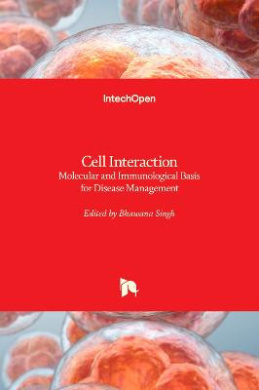 IntechOpen
Cell Interaction
Molecular and Immunological Basis
for Disease Management
Edited by Bhawana Singh